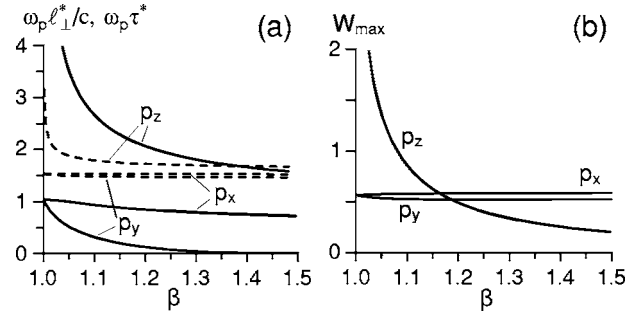 ωpℓ⊥*/c, ωpτ*
(a)
4
3
2
1
0
pz
px
py
1.0 1.1 1.2 1.3 1.4 1.5
β
Wmax
(b)
2
1
0
pz
px
py
1.0 1.1 1.2 1.3 1.4 1.5
β